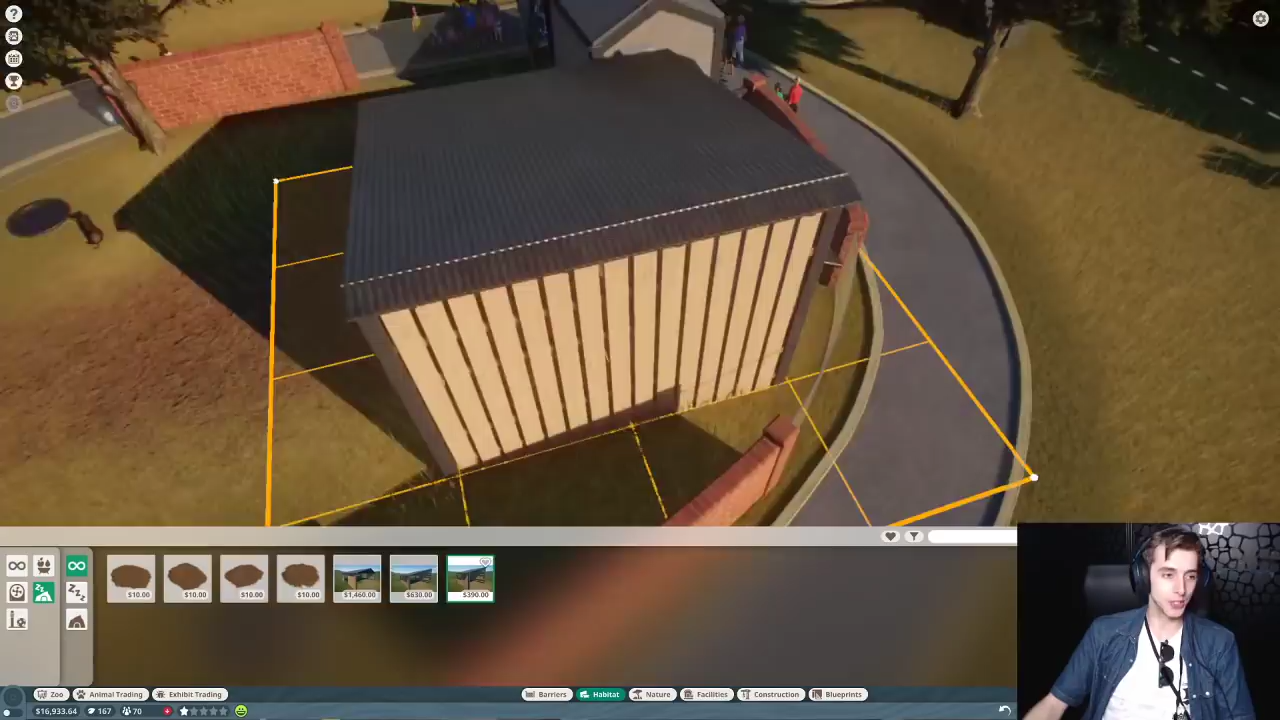 ?
$10.00 $10.00 $10.00 $10.00 $1,460.00 $630.00 $390.00
Zoo Animal Trading Exhibit Trading Barriers Habitat Nature Facilities Construction Blueprints
$16,933.64 167 70